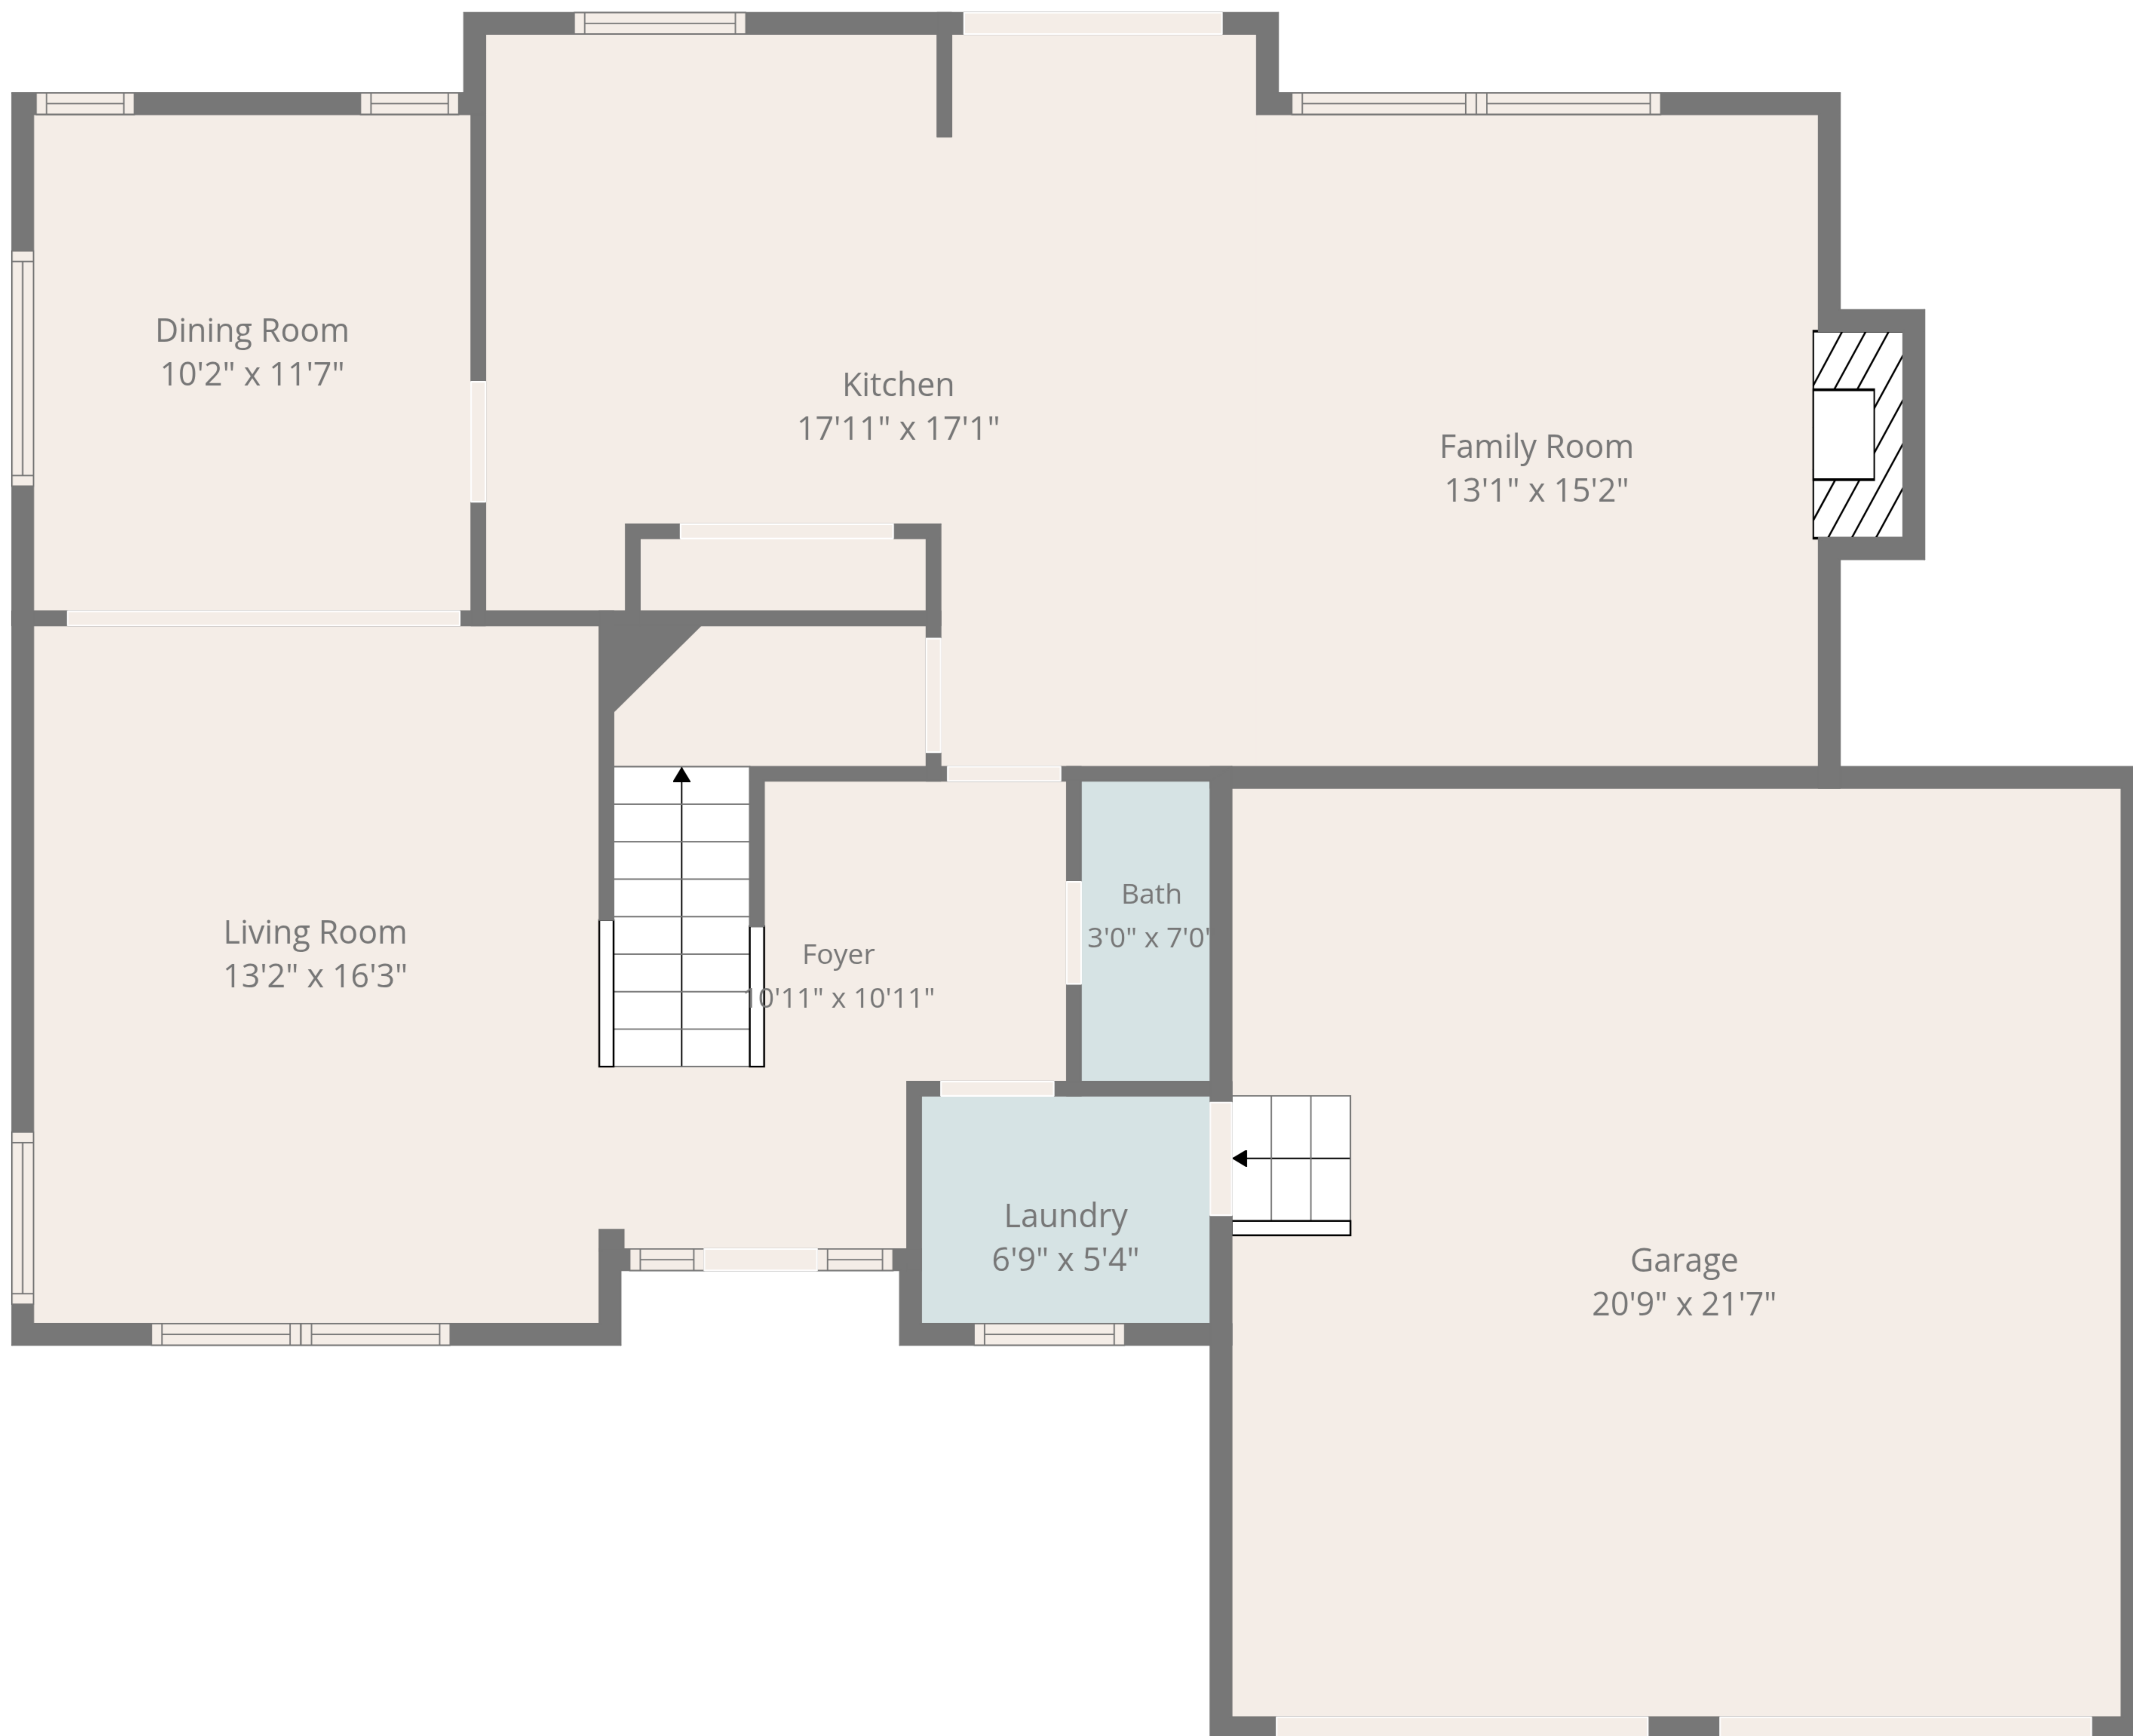 Dining Room
10'2" x 11'7"
Kitchen
17'11" x 17'1"
Family Room
13'1" x 15'2"
Living Room
13'2" x 16'3"
Foyer
10'11" x 10'11"
Bath
3'0" x 7'0"
Laundry
6'9" x 5'4"
Garage
20'9" x 21'7"